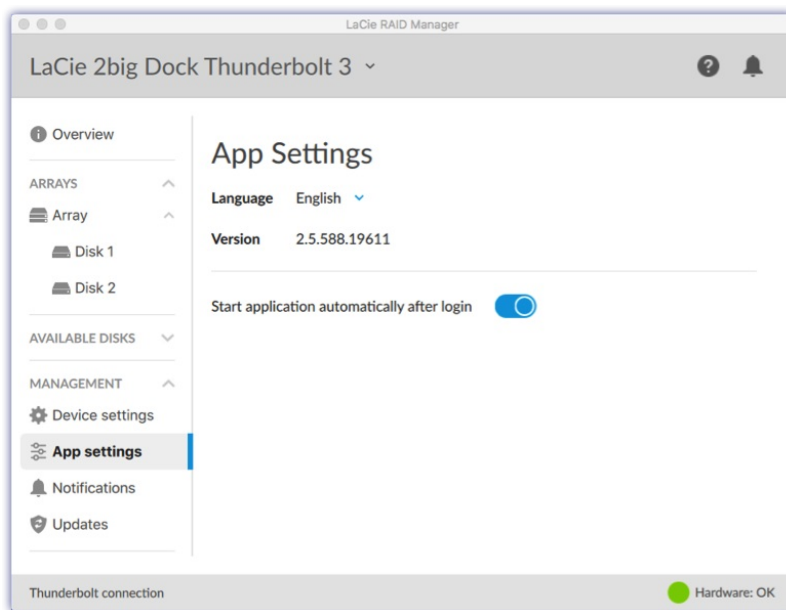 LaCie RAID Manager
LaCie 2big Dock Thunderbolt 3
Overview
ARRAYS
Array
Disk 1
Disk 2
AVAILABLE DISKS
MANAGEMENT
Device settings
App settings
Notifications
Updates
App Settings
Language English
Version 2.5.588.19611
Start application automatically after login
Thunderbolt connection
Hardware: OK